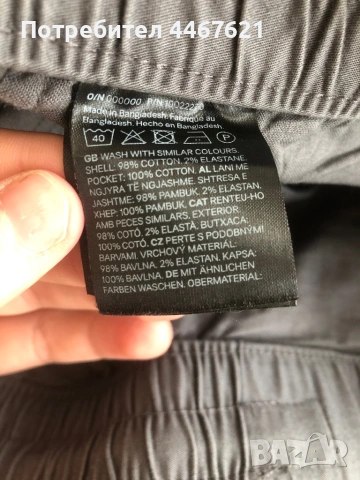 Потребител 4467621
O/N 000000 P/N 10022
Made in Bangladesh. Fabriqué au
Bangladesh. Hecho en Bangladesh.
40
GB WASH WITH SIMILAR COLOURS.
SHELL: 98% COTTON. 2% ELASTANE.
POCKET: 100% COTTON. AL LANI ME
NGJYRA TË NGJASHME. SHTRESA E
JASHTME: 98% PAMBUK. 2% ELASTAN.
XHEP: 100% PAMBUK. CAT RENTEU-HO
AMB PECES SIMILARS, EXTERIOR:
98% COTÓ. 2% ELASTÀ. BUTXACA:
100% COTÓ. CZ PERTE S PODOBNÝMI
BARVAMI. VRCHOVÝ MATERIÁL:
98% BAVLNA. 2% ELASTAN. KAPSA:
100% BAVLNA. DE MIT ÄHNLICHEN
FARBEN WASCHEN. OBERMATERIAL:
BAZAR